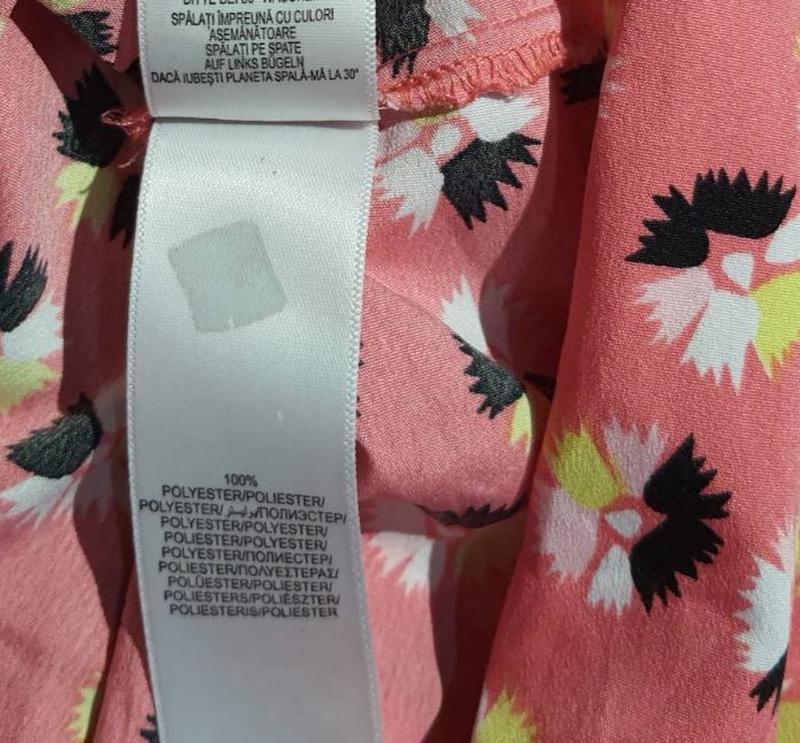 SPĂLAȚI ÎMPREUNĂ CU CULORI
ASEMĂNĂTOARE
SPĂLAȚI PE SPATE
AUF LINKS BÜGELN
DACĂ IUBEȘTI PLANETA SPALĂ-MĂ LA 30°
100%
POLYESTER/POLIESTER/
POLYESTER/بوليستر/ПОЛИЭСТЕР/
POLYESTER/POLYESTER/
POLIESTER/POLYESTER/
POLYESTER/ПОЛИЕСТЕР/
POLIESTER/ΠΟΛΥΕΣΤΕΡΑΣ/
POLÜESTER/POLIESTER/
POLIESTERS/POLIÉSZTER/
POLIESTERIS/POLIESTER